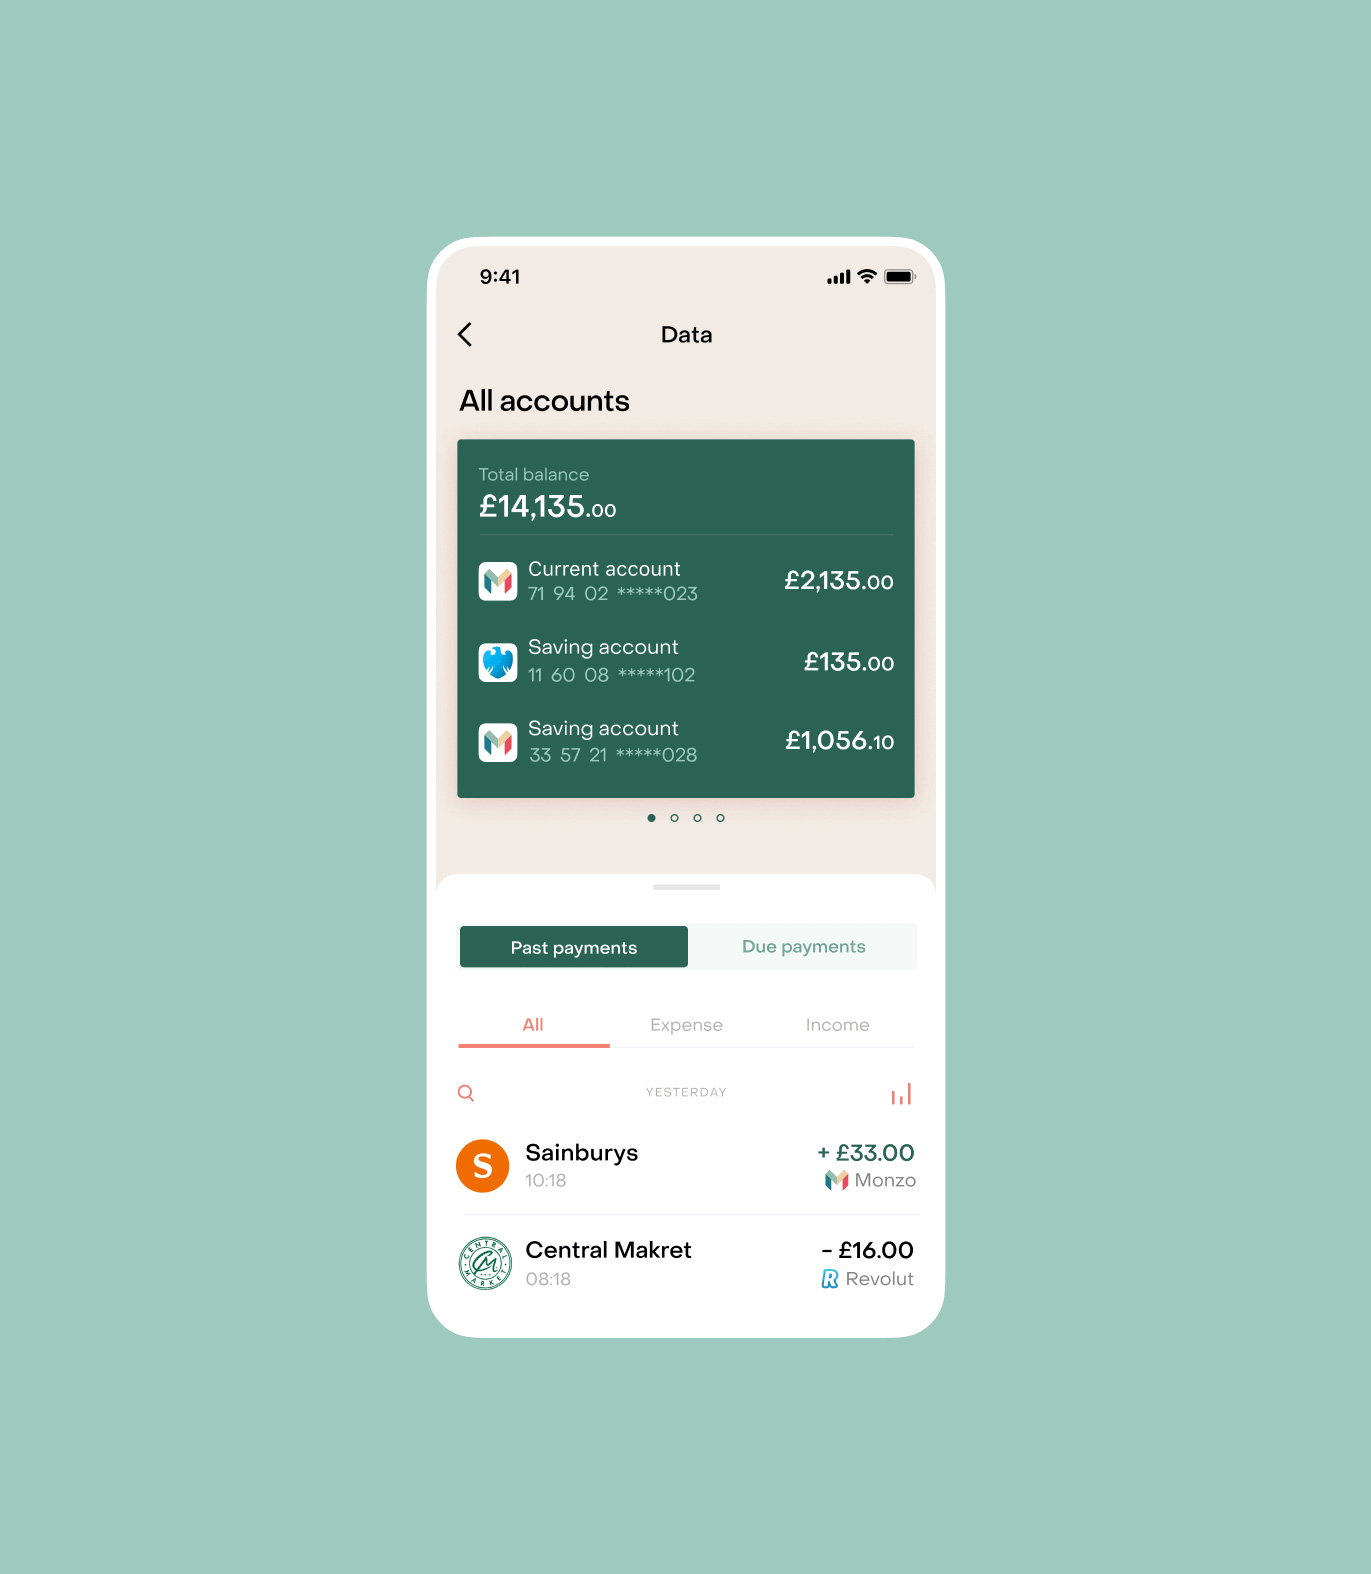 9:41
Data
All accounts
Total balance
£14,135.00
Current account
£2,135.00
71 94 02 *****023
Saving account
£135.00
11 60 08 *****102
Saving account
£1,056.10
33 57 21 *****028
Past payments
Due payments
All
Expense
Income
YESTERDAY
S
Sainburys
+ £33.00
10:18
Monzo
CENTRAL
CM
MARKET
Central Makret
- £16.00
08:18
R
Revolut